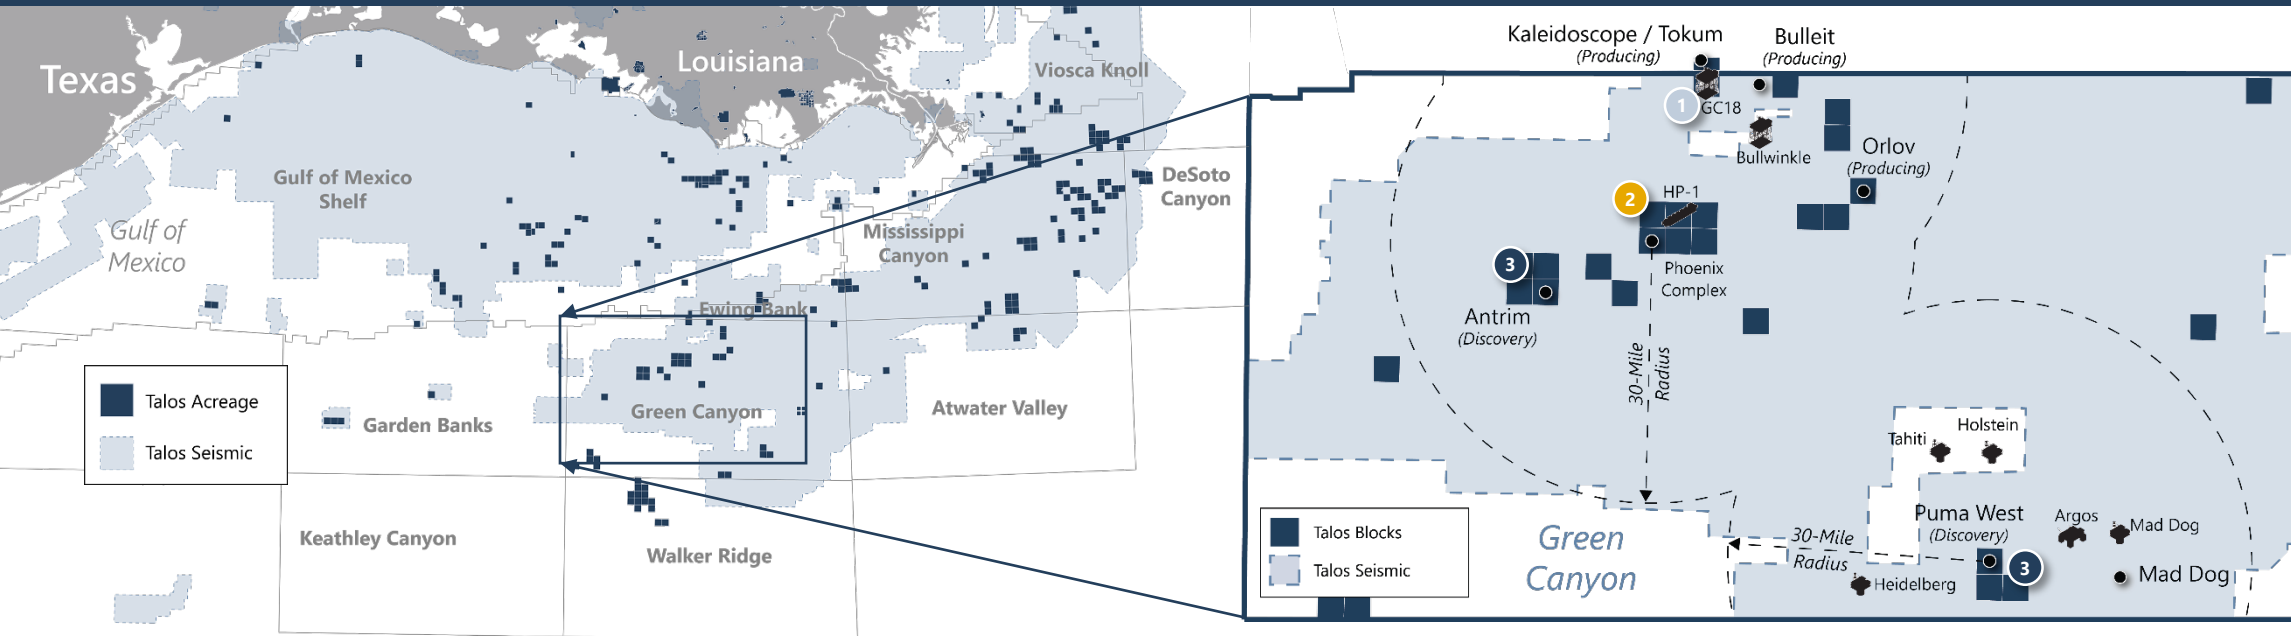 Texas
Louisiana
Viosca Knoll
DeSoto
Canyon
Gulf of Mexico
Shelf
Gulf of
Mexico
Mississippi
Canyon
Ewing Bank
Green Canyon
Garden Banks
Atwater Valley
Keathley Canyon
Walker Ridge
Talos Acreage
Talos Seismic
Kaleidoscope / Tokum
(Producing)
Bulleit
(Producing)
1
GC18
Bullwinkle
Orlov
(Producing)
2
HP-1
Phoenix
Complex
3
Antrim
(Discovery)
30-Mile
Radius
Tahiti
Holstein
Puma West
(Discovery)
Argos
Mad Dog
30-Mile
Radius
3
Mad Dog
Heidelberg
Green
Canyon
Talos Blocks
Talos Seismic